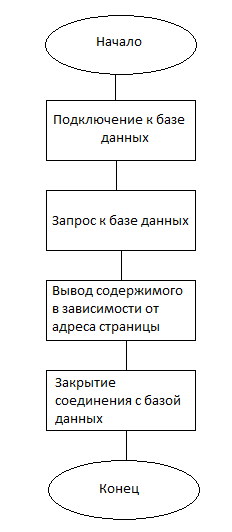 Начало
Подключение к базе
данных
Запрос к базе данных
Вывод содержимого
в зависимости от
адреса страницы
Закрытие
соединения с базой
данных
Конец